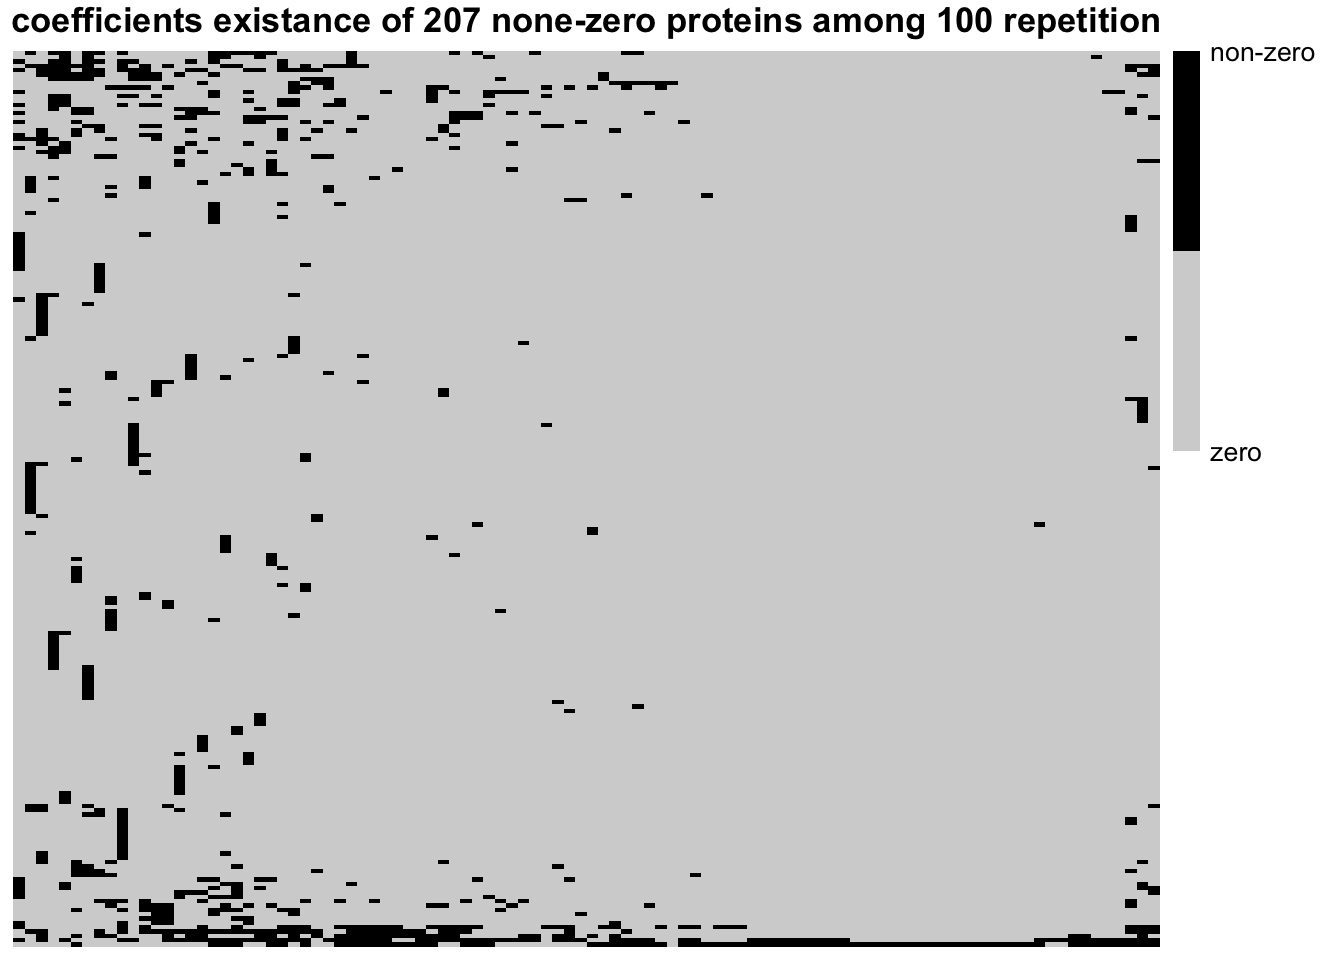 coefficients existance of 207 none-zero proteins among 100 repetition
non-zero
zero